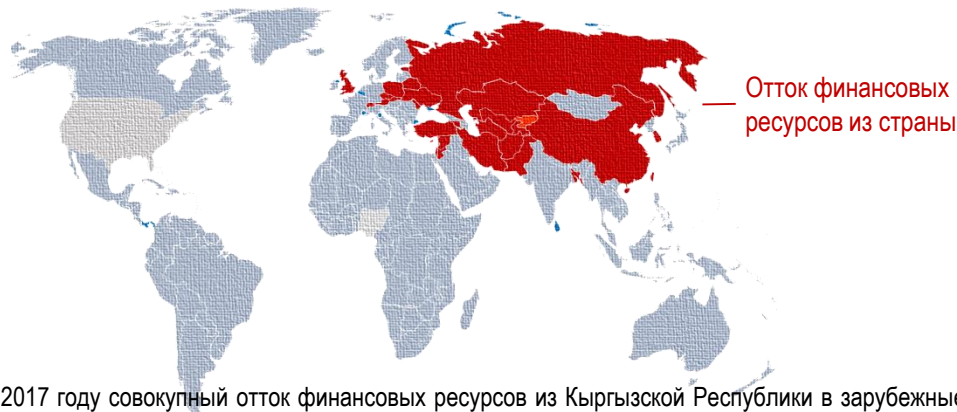 Отток финансовых
ресурсов из страны
2017 году совокупный отток финансовых ресурсов из Кыргызской Республики в зарубежные